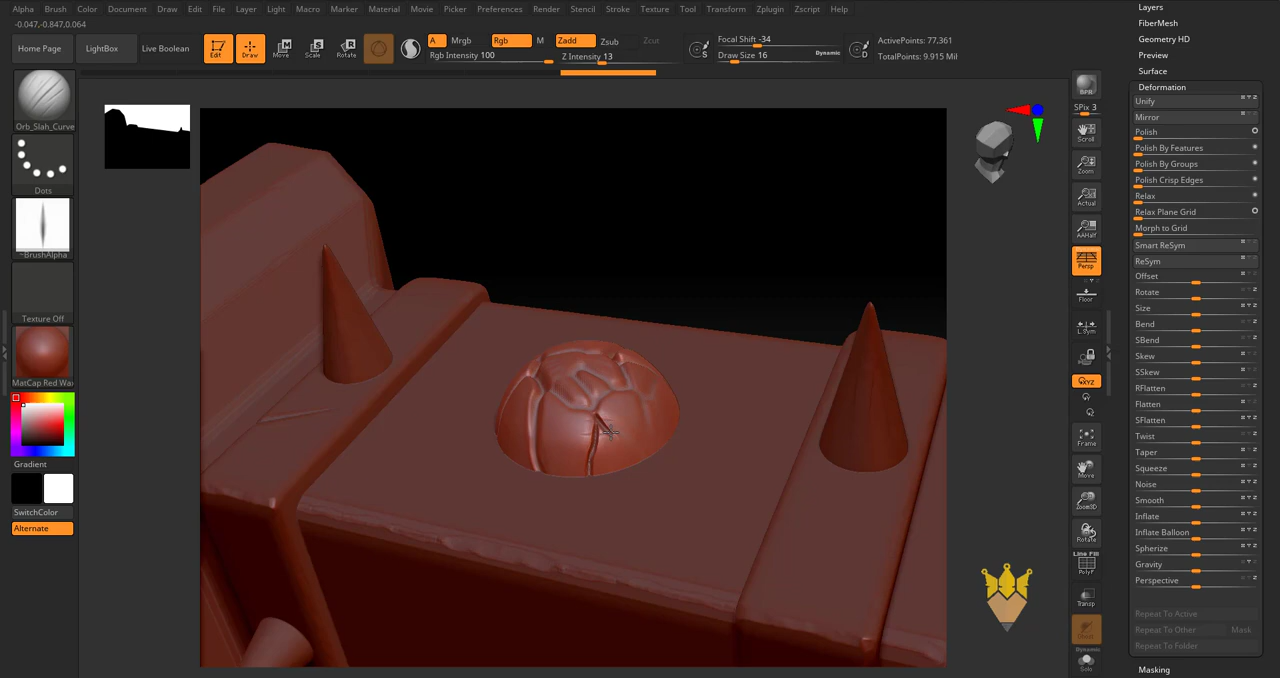 Alpha Brush Color Document Draw Edit File Layer Light Macro Marker Material Movie Picker Preferences Render Stencil Stroke Texture Tool Transform Zplugin Zscript Help
-0.047,-0.847,0.064
Home Page LightBox Live Boolean Edit Draw Move Scale Rotate A Mrgb Rgb M Zadd Zsub Zcut
Rgb Intensity 100 Z Intensity 13
S Focal Shift -34
Draw Size 16 Dynamic D
ActivePoints: 77,361
TotalPoints: 9.915 Mil
Orb_Slah_Curve
Dots
~BrushAlpha
Texture Off
MatCap Red Wax
Gradient
SwitchColor
Alternate
BPR
SPix 3
Scroll
Zoom
Actual
AAHalf
Dynamic
Persp
Floor
L.Sym
XYZ
Frame
Move
Zoom3D
Rotate
Line Fill
PolyF
Transp
Ghost
Dynamic
Solo
Layers
FiberMesh
Geometry HD
Preview
Surface
Deformation
Unify
Mirror
Polish
Polish By Features
Polish By Groups
Polish Crisp Edges
Relax
Relax Plane Grid
Morph to Grid
Smart ReSym
ReSym
Offset
Rotate
Size
Bend
SBend
Skew
SSkew
RFlatten
Flatten
SFlatten
Twist
Taper
Squeeze
Noise
Smooth
Inflate
Inflate Balloon
Spherize
Gravity
Perspective
Repeat To Active
Repeat To Other Mask
Repeat To Folder
Masking